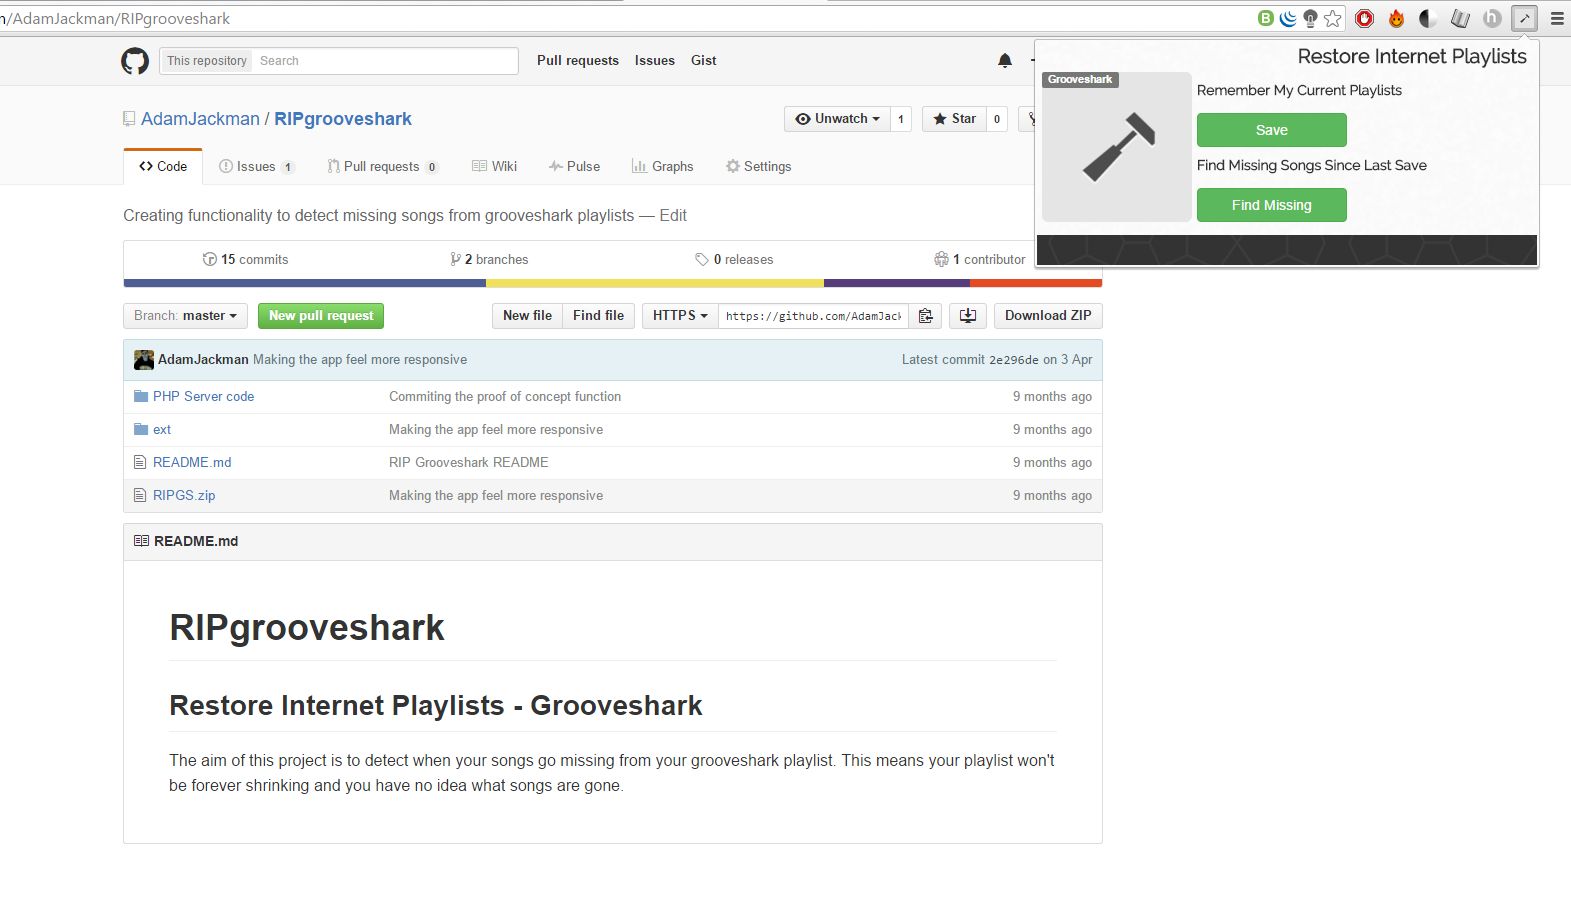 /AdamJackman/RIPgrooveshark
This repository Search Pull requests Issues Gist
AdamJackman / RIPgrooveshark Unwatch 1 Star 0
Code Issues 1 Pull requests 0 Wiki Pulse Graphs Settings
Creating functionality to detect missing songs from grooveshark playlists — Edit
15 commits 2 branches 0 releases 1 contributor
Branch: master New pull request New file Find file HTTPS https://github.com/AdamJack Download ZIP
AdamJackman Making the app feel more responsive Latest commit 2e296de on 3 Apr
PHP Server code Commiting the proof of concept function 9 months ago
ext Making the app feel more responsive 9 months ago
README.md RIP Grooveshark README 9 months ago
RIPGS.zip Making the app feel more responsive 9 months ago
README.md
RIPgrooveshark
Restore Internet Playlists - Grooveshark
The aim of this project is to detect when your songs go missing from your grooveshark playlist. This means your playlist won't
be forever shrinking and you have no idea what songs are gone.
Restore Internet Playlists
Grooveshark
Remember My Current Playlists
Save
Find Missing Songs Since Last Save
Find Missing